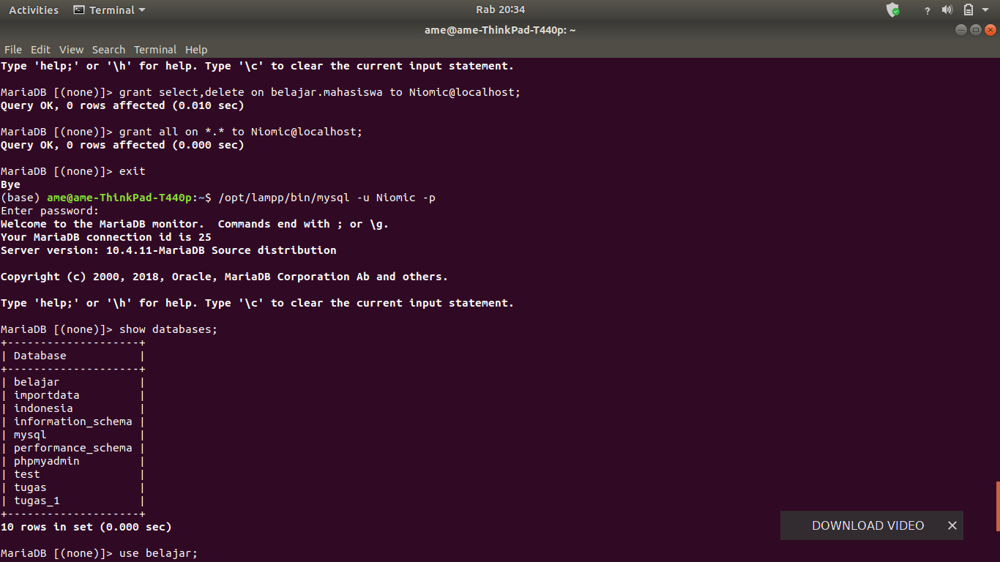 Activities Terminal Rab 20:34
ame@ame-ThinkPad-T440p: ~
File Edit View Search Terminal Help
Type 'help;' or '\h' for help. Type '\c' to clear the current input statement.
MariaDB [(none)]> grant select,delete on belajar.mahasiswa to Niomic@localhost;
Query OK, 0 rows affected (0.010 sec)
MariaDB [(none)]> grant all on *.* to Niomic@localhost;
Query OK, 0 rows affected (0.000 sec)
MariaDB [(none)]> exit
Bye
(base) ame@ame-ThinkPad-T440p:~$ /opt/lampp/bin/mysql -u Niomic -p
Enter password:
Welcome to the MariaDB monitor.  Commands end with ; or \g.
Your MariaDB connection id is 25
Server version: 10.4.11-MariaDB Source distribution
Copyright (c) 2000, 2018, Oracle, MariaDB Corporation Ab and others.
Type 'help;' or '\h' for help. Type '\c' to clear the current input statement.
MariaDB [(none)]> show databases;
+--------------------+
| Database           |
+--------------------+
| belajar            |
| importdata         |
| indonesia          |
| information_schema |
| mysql              |
| performance_schema |
| phpmyadmin         |
| test               |
| tugas              |
| tugas_1            |
+--------------------+
10 rows in set (0.000 sec)
MariaDB [(none)]> use belajar;
DOWNLOAD VIDEO